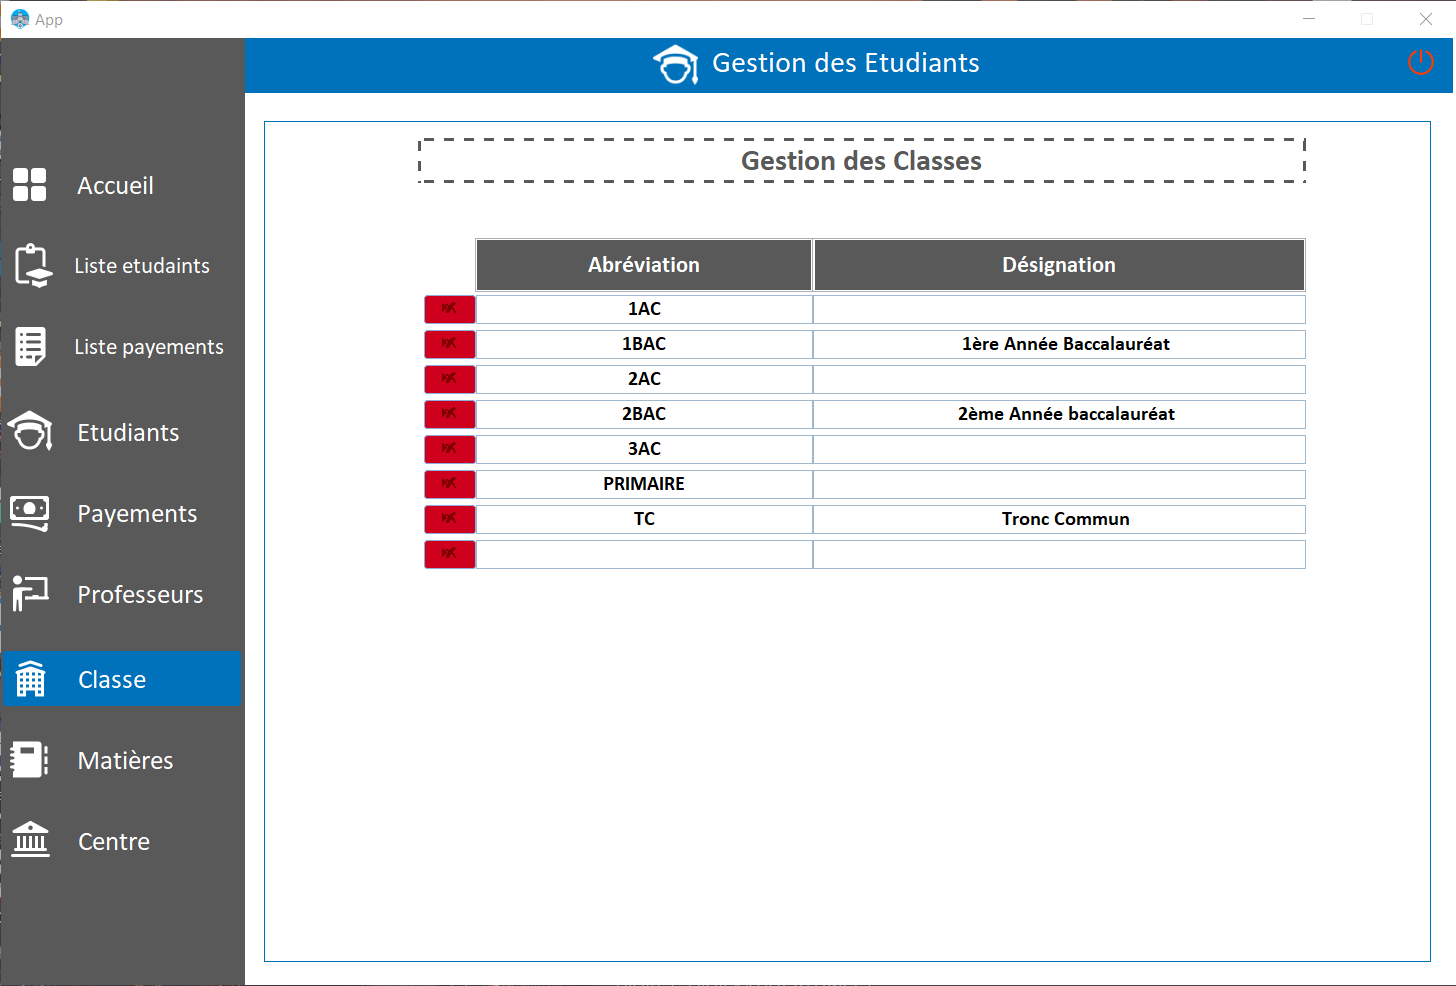 App
Gestion des Etudiants
Accueil
Liste etudaints
Liste payements
Etudiants
Payements
Professeurs
Classe
Matières
Centre
Gestion des Classes
Abréviation Désignation
1AC
1BAC 1ère Année Baccalauréat
2AC
2BAC 2ème Année baccalauréat
3AC
PRIMAIRE
TC Tronc Commun